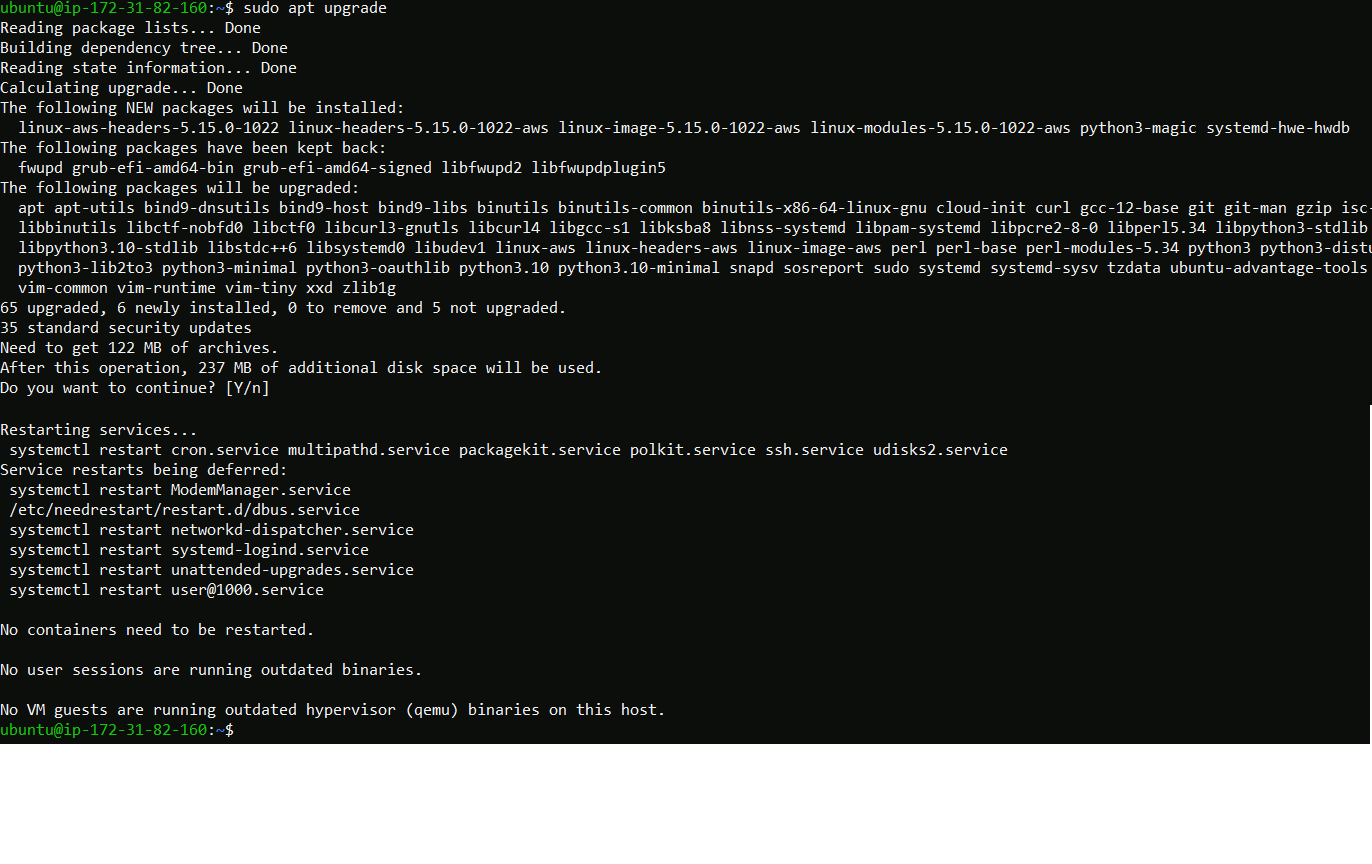 ubuntu@ip-172-31-82-160:~$ sudo apt upgrade
Reading package lists... Done
Building dependency tree... Done
Reading state information... Done
Calculating upgrade... Done
The following NEW packages will be installed:
  linux-aws-headers-5.15.0-1022 linux-headers-5.15.0-1022-aws linux-image-5.15.0-1022-aws linux-modules-5.15.0-1022-aws python3-magic systemd-hwe-hwdb
The following packages have been kept back:
  fwupd grub-efi-amd64-bin grub-efi-amd64-signed libfwupd2 libfwupdplugin5
The following packages will be upgraded:
  apt apt-utils bind9-dnsutils bind9-host bind9-libs binutils binutils-common binutils-x86-64-linux-gnu cloud-init curl gcc-12-base git git-man gzip isc-
  libbinutils libctf-nobfd0 libctf0 libcurl3-gnutls libcurl4 libgcc-s1 libksba8 libnss-systemd libpam-systemd libpcre2-8-0 libperl5.34 libpython3-stdlib
  libpython3.10-stdlib libstdc++6 libsystemd0 libudev1 linux-aws linux-headers-aws linux-image-aws perl perl-base perl-modules-5.34 python3 python3-distu
  python3-lib2to3 python3-minimal python3-oauthlib python3.10 python3.10-minimal snapd sosreport sudo systemd systemd-sysv tzdata ubuntu-advantage-tools
  vim-common vim-runtime vim-tiny xxd zlib1g
65 upgraded, 6 newly installed, 0 to remove and 5 not upgraded.
35 standard security updates
Need to get 122 MB of archives.
After this operation, 237 MB of additional disk space will be used.
Do you want to continue? [Y/n]
Restarting services...
 systemctl restart cron.service multipathd.service packagekit.service polkit.service ssh.service udisks2.service
Service restarts being deferred:
 systemctl restart ModemManager.service
 /etc/needrestart/restart.d/dbus.service
 systemctl restart networkd-dispatcher.service
 systemctl restart systemd-logind.service
 systemctl restart unattended-upgrades.service
 systemctl restart user@1000.service
No containers need to be restarted.
No user sessions are running outdated binaries.
No VM guests are running outdated hypervisor (qemu) binaries on this host.
ubuntu@ip-172-31-82-160:~$